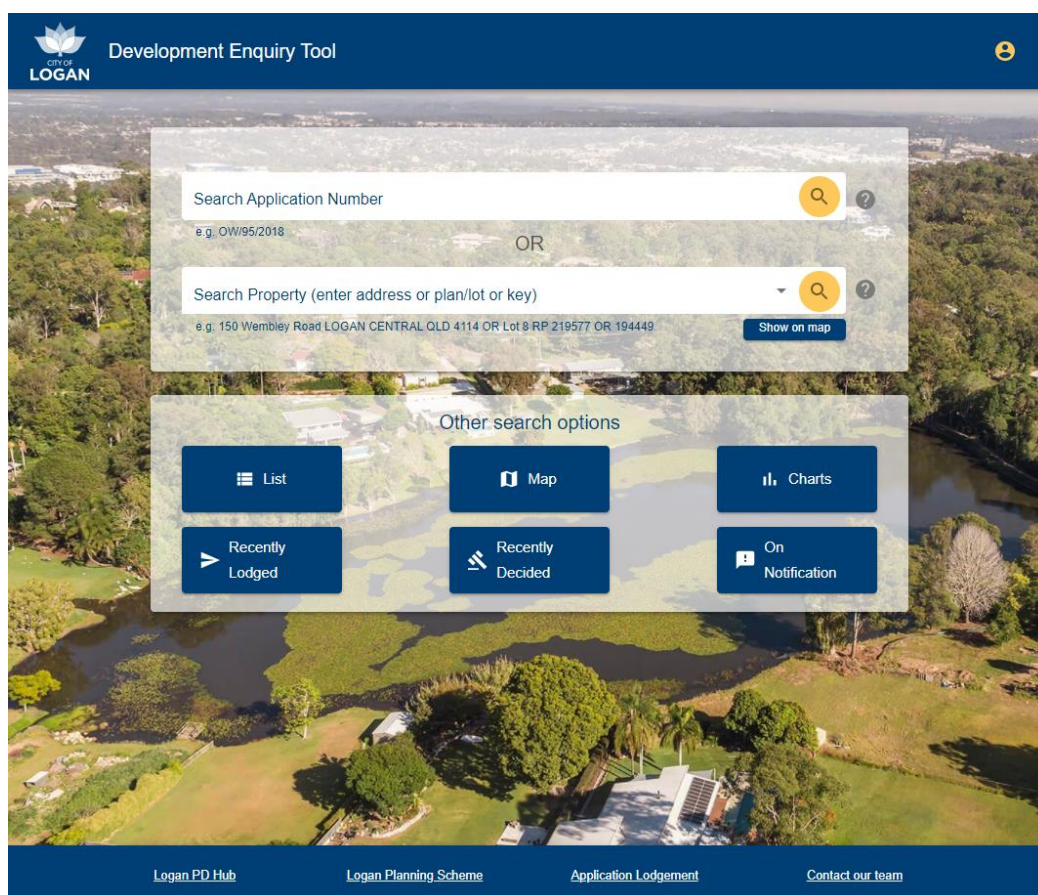 CITY OF
LOGAN
Development Enquiry Tool
Search Application Number
e.g. OW/95/2018
OR
Search Property (enter address or plan/lot or key)
e.g. 150 Wembley Road LOGAN CENTRAL QLD 4114 OR Lot 8 RP 219577 OR 194449
Show on map
Other search options
List
Map
Charts
Recently
Lodged
Recently
Decided
On
Notification
Logan PD Hub
Logan Planning Scheme
Application Lodgement
Contact our team